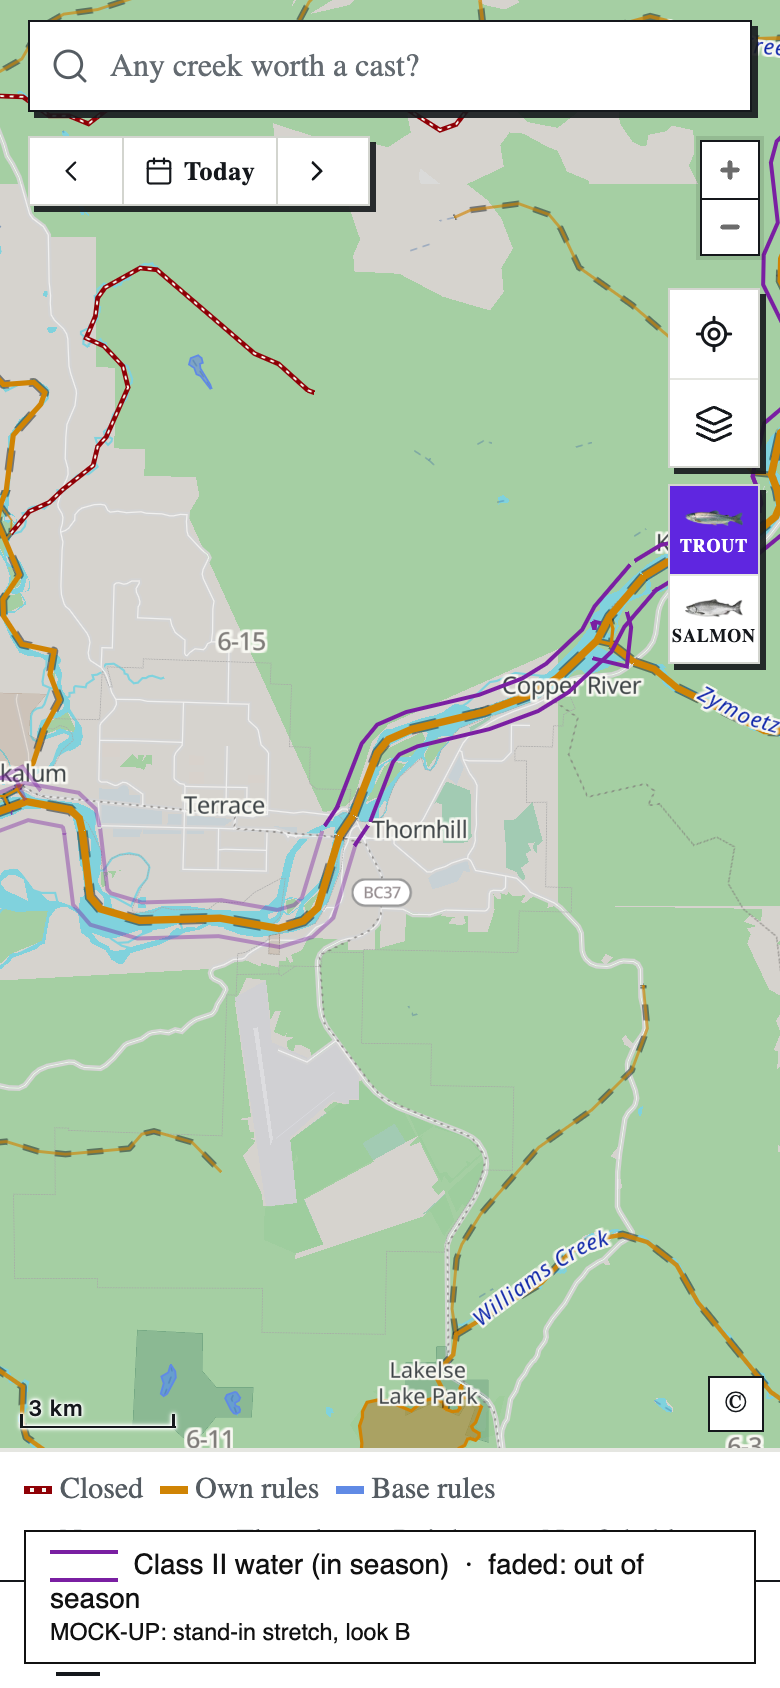 Any creek worth a cast?
Today
TROUT
SALMON
6-15
Copper River
Zymoetz
kalum
Terrace
Thornhill
BC37
Williams Creek
Lakelse
Lake Park
3 km
6-11
6-3
©
Closed
Own rules
Base rules
Class II water (in season) · faded: out of
season
MOCK-UP: stand-in stretch, look B